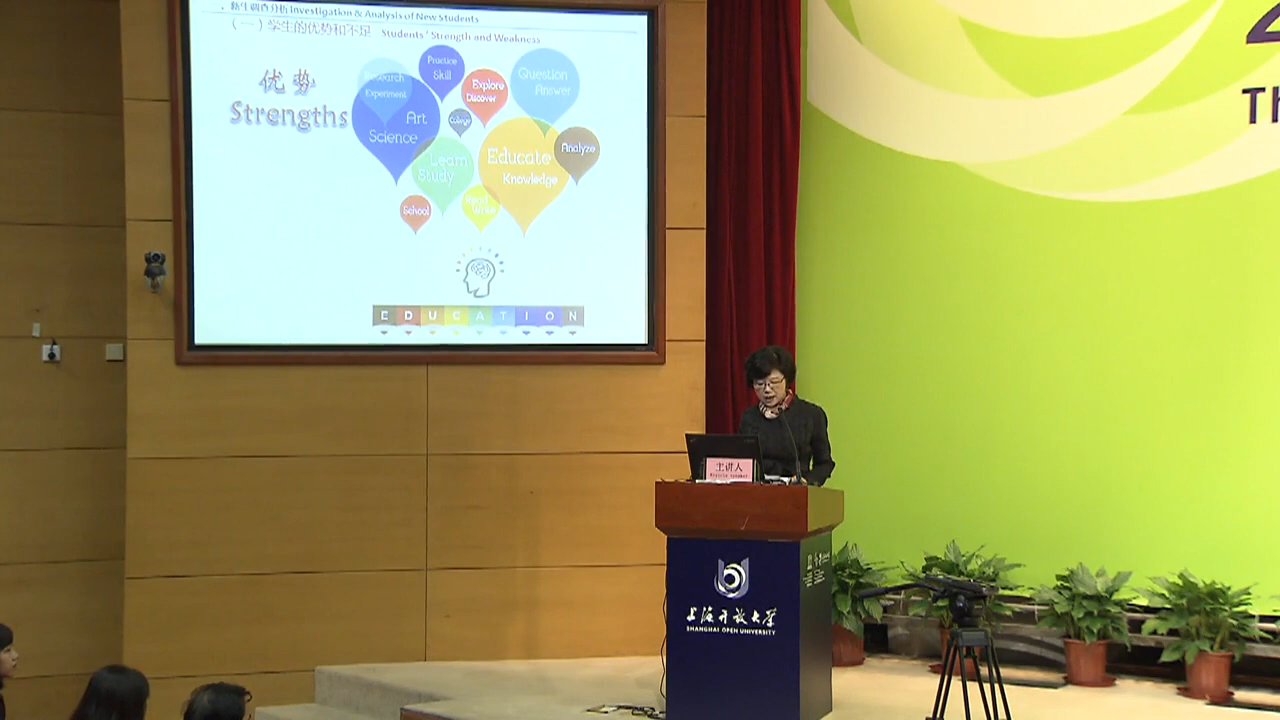 新生调查分析 Investigation & Analysis of New Students
（一）学生的优势和不足 Students' Strength and Weakness
优势
Strengths
Research
Experiment
Practice
Skill
Explore
Discover
Question
Answer
Art
Science
College
Learn
Study
Educate
Knowledge
Analyze
School
Read
Write
EDUCATION
TH
主讲人
上海开放大学
SHANGHAI OPEN UNIVERSITY